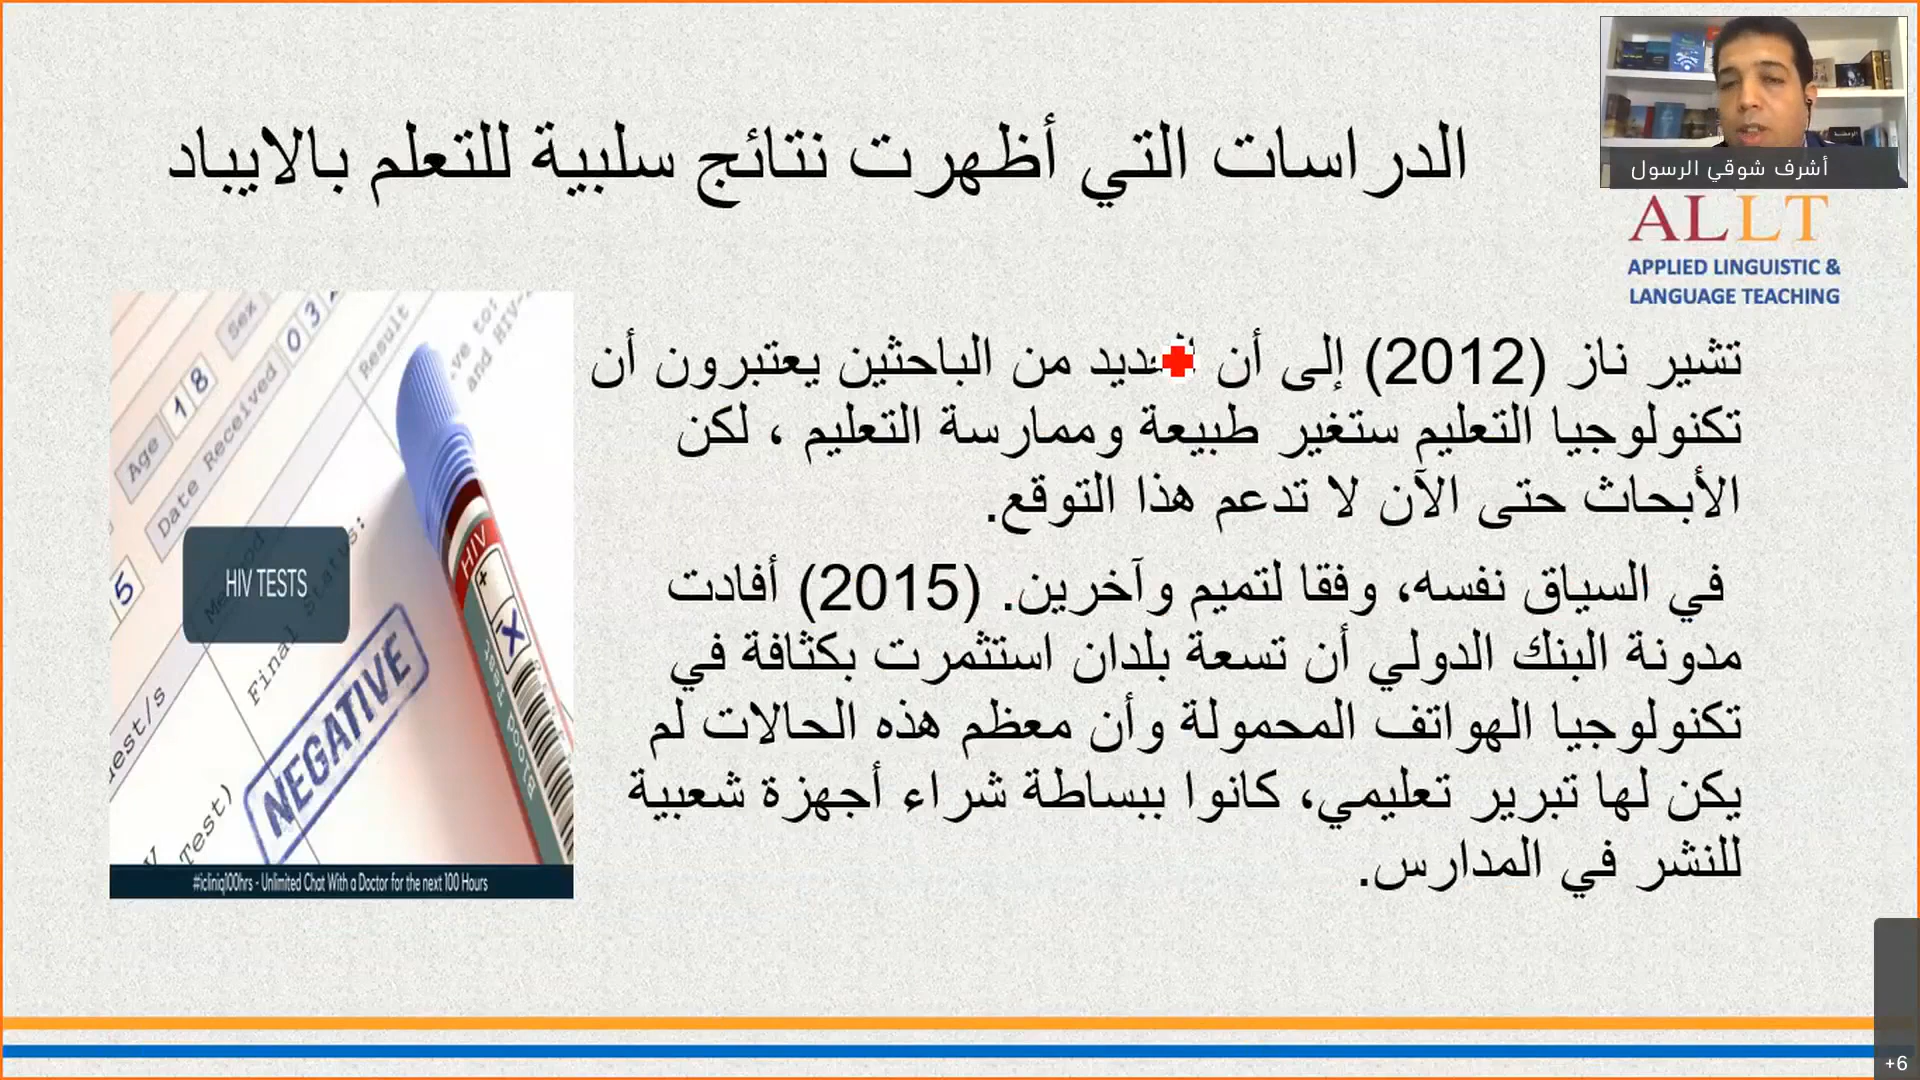 أشرف شوقي الرسول
ALLT
APPLIED LINGUISTIC &
LANGUAGE TEACHING
الدراسات التي أظهرت نتائج سلبية للتعلم بالايباد
تشير ناز (2012) إلى أن العديد من الباحثين يعتبرون أن
تكنولوجيا التعليم ستغير طبيعة وممارسة التعليم ، لكن
الأبحاث حتى الآن لا تدعم هذا التوقع.
في السياق نفسه، وفقا لتميم وآخرين. (2015) أفادت
مدونة البنك الدولي أن تسعة بلدان استثمرت بكثافة في
تكنولوجيا الهواتف المحمولة وأن معظم هذه الحالات لم
يكن لها تبرير تعليمي، كانوا ببساطة شراء أجهزة شعبية
للنشر في المدارس.
Sex
Age 18
Date Received 03
Result
and HIV-
Final Status:
HIV TESTS
HIV
NEGATIVE
Test)
#icliniq100hrs - Unlimited Chat With a Doctor for the next 100 Hours
+6